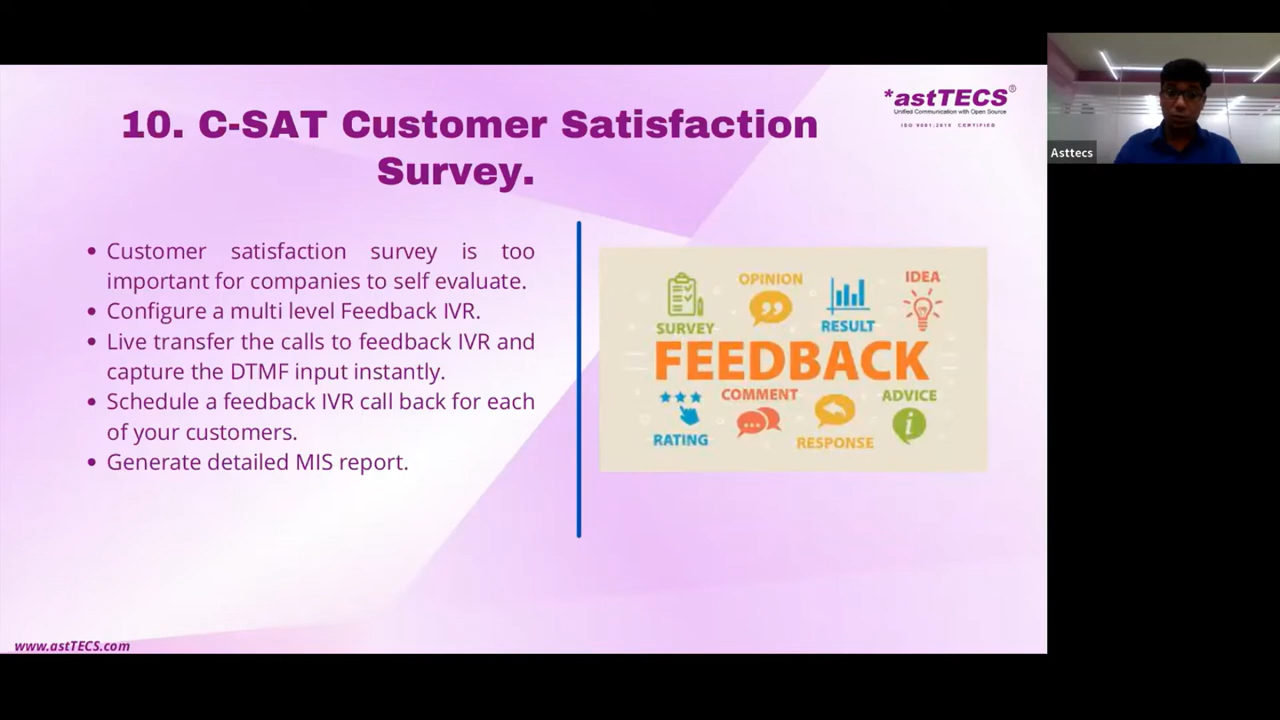 10. C-SAT Customer Satisfaction
Survey.
*astTECS®
Unified Communication with Open Source
ISO 9001:2015 CERTIFIED
Asttecs
• Customer satisfaction survey is too
important for companies to self evaluate.
• Configure a multi level Feedback IVR.
• Live transfer the calls to feedback IVR and
capture the DTMF input instantly.
• Schedule a feedback IVR call back for each
of your customers.
• Generate detailed MIS report.
SURVEY
OPINION
RESULT
IDEA
FEEDBACK
RATING
COMMENT
RESPONSE
ADVICE
www.astTECS.com